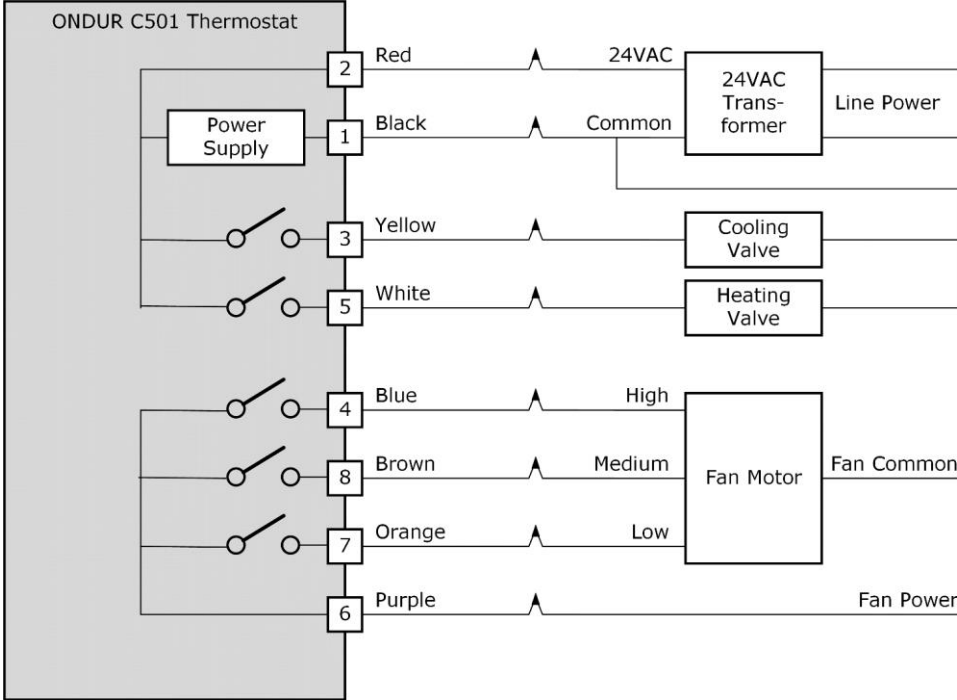 ONDUR C501 Thermostat
2 Red 24VAC
24VAC
Trans-
former
Line Power
Power
Supply
1 Black Common
3 Yellow
Cooling
Valve
5 White
Heating
Valve
4 Blue High
8 Brown Medium
Fan Motor
Fan Common
7 Orange Low
6 Purple Fan Power